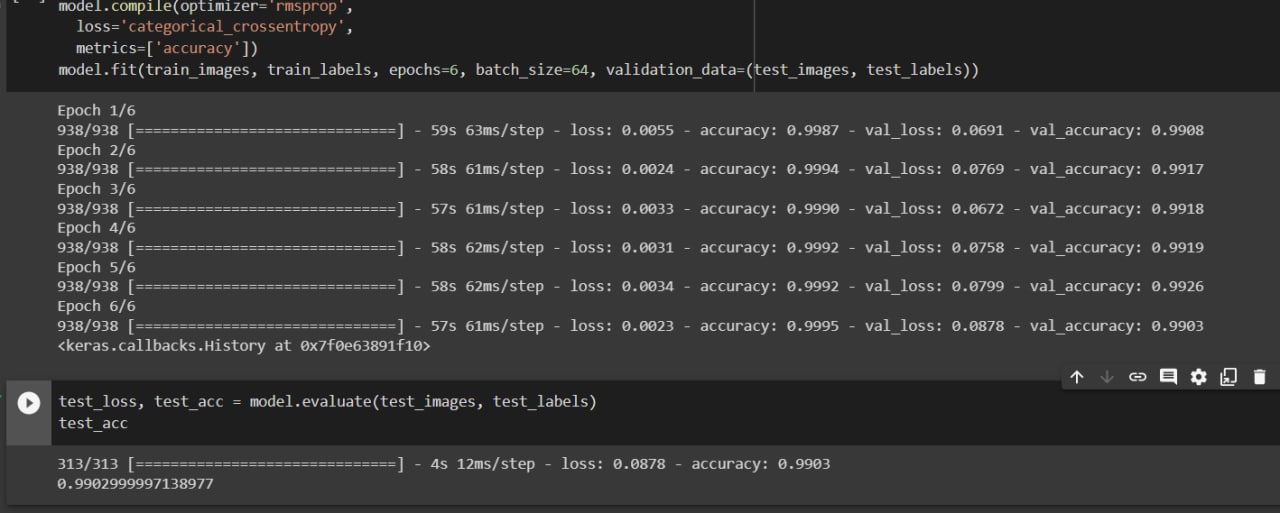 model.compile(optimizer='rmsprop',
loss='categorical_crossentropy',
metrics=['accuracy'])
model.fit(train_images, train_labels, epochs=6, batch_size=64, validation_data=(test_images, test_labels))
Epoch 1/6
938/938 [==============================] - 59s 63ms/step - loss: 0.0055 - accuracy: 0.9987 - val_loss: 0.0691 - val_accuracy: 0.9908
Epoch 2/6
938/938 [==============================] - 58s 61ms/step - loss: 0.0024 - accuracy: 0.9994 - val_loss: 0.0769 - val_accuracy: 0.9917
Epoch 3/6
938/938 [==============================] - 57s 61ms/step - loss: 0.0033 - accuracy: 0.9990 - val_loss: 0.0672 - val_accuracy: 0.9918
Epoch 4/6
938/938 [==============================] - 58s 62ms/step - loss: 0.0031 - accuracy: 0.9992 - val_loss: 0.0758 - val_accuracy: 0.9919
Epoch 5/6
938/938 [==============================] - 58s 62ms/step - loss: 0.0034 - accuracy: 0.9992 - val_loss: 0.0799 - val_accuracy: 0.9926
Epoch 6/6
938/938 [==============================] - 57s 61ms/step - loss: 0.0023 - accuracy: 0.9995 - val_loss: 0.0878 - val_accuracy: 0.9903
<keras.callbacks.History at 0x7f0e63891f10>
test_loss, test_acc = model.evaluate(test_images, test_labels)
test_acc
313/313 [==============================] - 4s 12ms/step - loss: 0.0878 - accuracy: 0.9903
0.9902999997138977